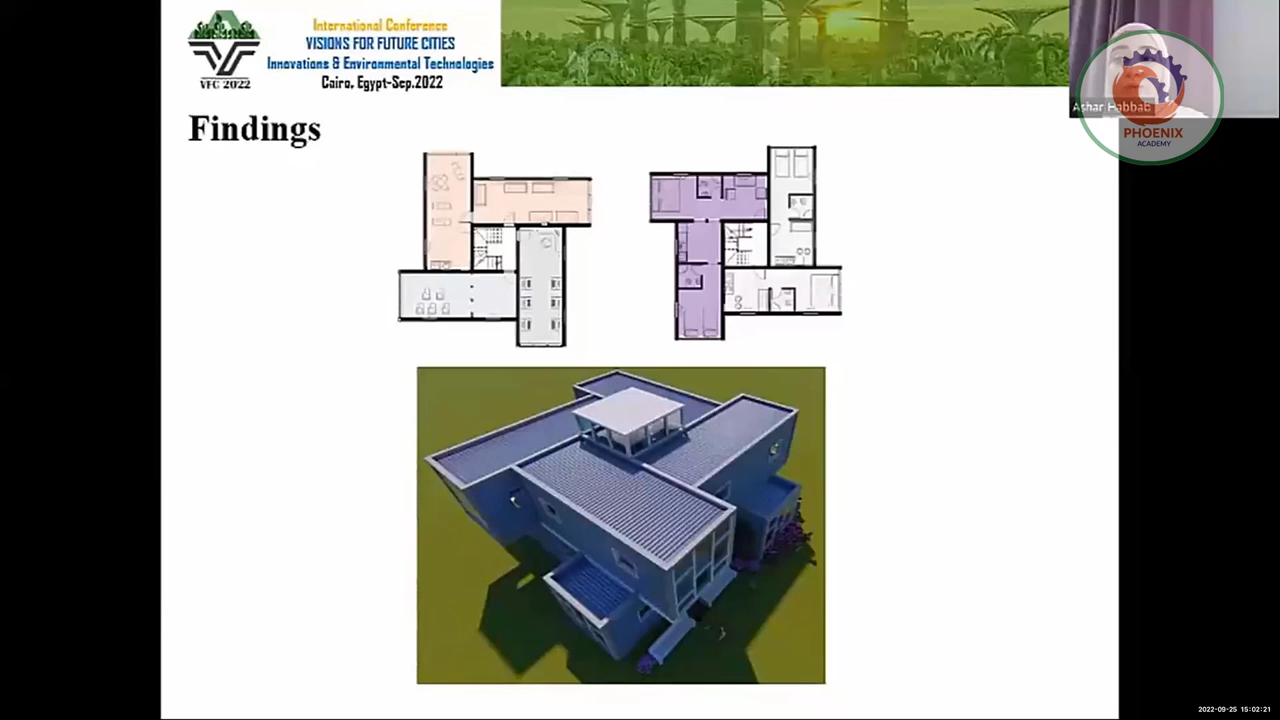 International Conference
VISIONS FOR FUTURE CITIES
Innovations & Environmental Technologies
Cairo, Egypt-Sep.2022
VFC 2022
Findings
Ashar Habbab
PHOENIX
ACADEMY
2022-09-25 15:02:21